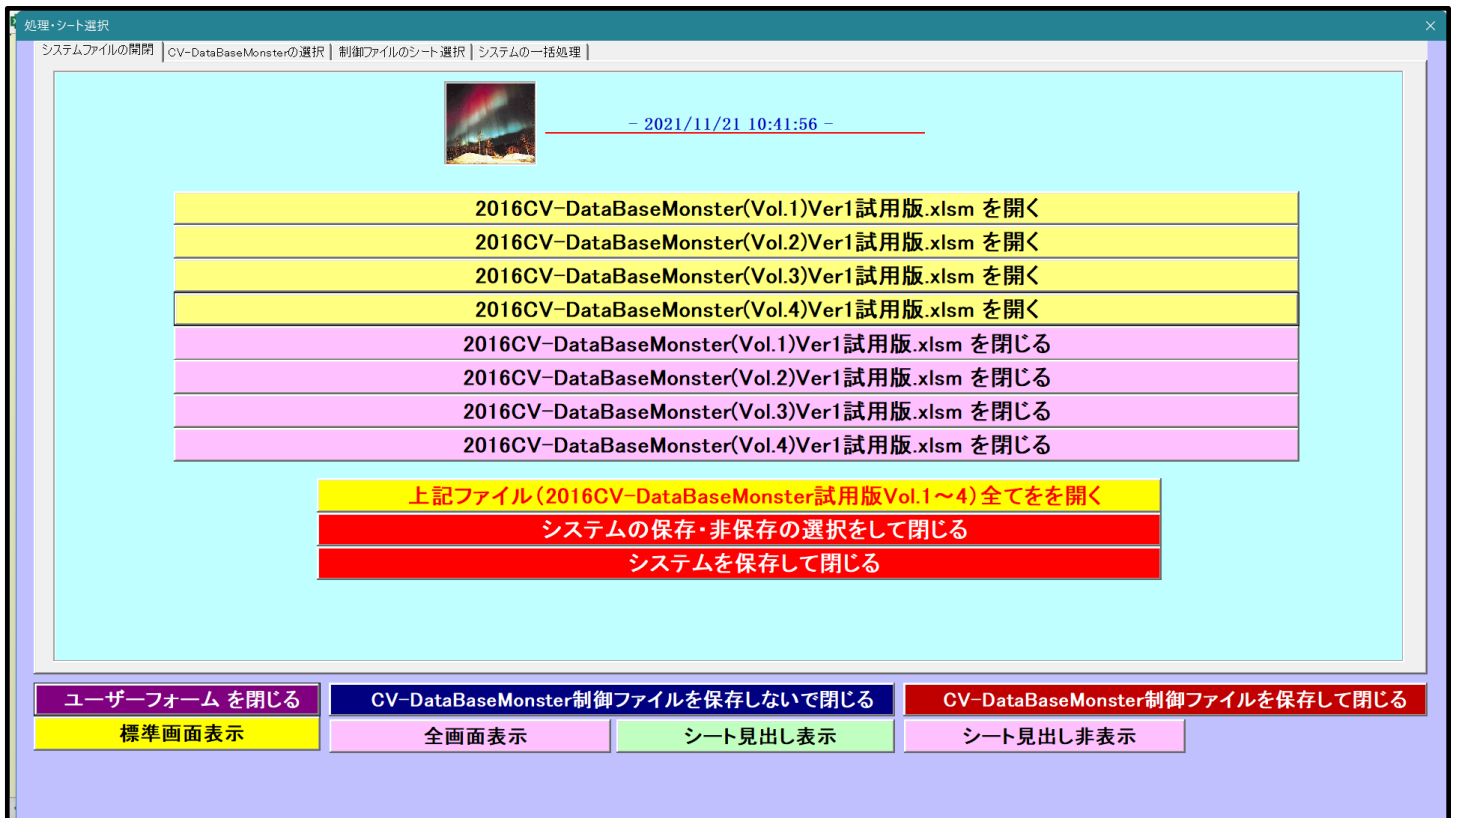 処理・シート選択
システムファイルの開閉 CV-DataBaseMonsterの選択 制御ファイルのシート選択 システムの一括処理
- 2021/11/21 10:41:56 -
2016CV-DataBaseMonster(Vol.1)Ver1試用版.xlsm を開く
2016CV-DataBaseMonster(Vol.2)Ver1試用版.xlsm を開く
2016CV-DataBaseMonster(Vol.3)Ver1試用版.xlsm を開く
2016CV-DataBaseMonster(Vol.4)Ver1試用版.xlsm を開く
2016CV-DataBaseMonster(Vol.1)Ver1試用版.xlsm を閉じる
2016CV-DataBaseMonster(Vol.2)Ver1試用版.xlsm を閉じる
2016CV-DataBaseMonster(Vol.3)Ver1試用版.xlsm を閉じる
2016CV-DataBaseMonster(Vol.4)Ver1試用版.xlsm を閉じる
上記ファイル(2016CV-DataBaseMonster試用版Vol.1～4)全てをを開く
システムの保存・非保存の選択をして閉じる
システムを保存して閉じる
ユーザーフォーム を閉じる CV-DataBaseMonster制御ファイルを保存しないで閉じる CV-DataBaseMonster制御ファイルを保存して閉じる
標準画面表示 全画面表示 シート見出し表示 シート見出し非表示